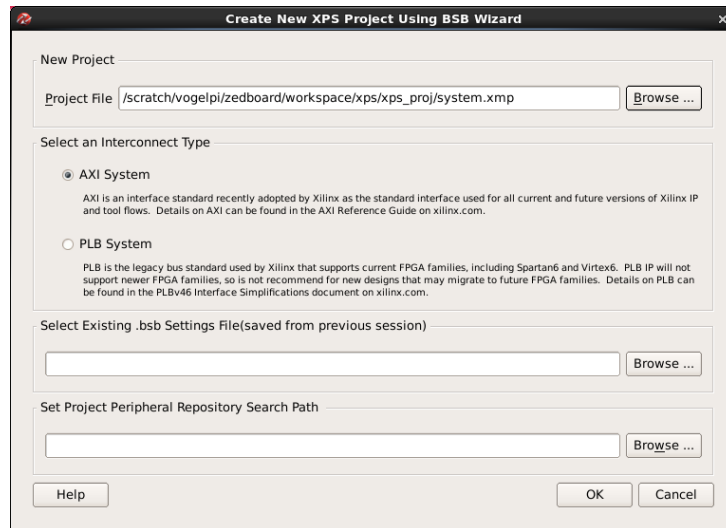 Create New XPS Project Using BSB Wizard
New Project
Project File /scratch/vogelpi/zedboard/workspace/xps/xps_proj/system.xmp Browse ...
Select an Interconnect Type
AXI System
AXI is an interface standard recently adopted by Xilinx as the standard interface used for all current and future versions of Xilinx IP
and tool flows. Details on AXI can be found in the AXI Reference Guide on xilinx.com.
PLB System
PLB is the legacy bus standard used by Xilinx that supports current FPGA families, including Spartan6 and Virtex6. PLB IP will not
support newer FPGA families, so is not recommend for new designs that may migrate to future FPGA families. Details on PLB can
be found in the PLBv46 Interface Simplifications document on xilinx.com.
Select Existing .bsb Settings File(saved from previous session)
Browse ...
Set Project Peripheral Repository Search Path
Browse ...
Help OK Cancel